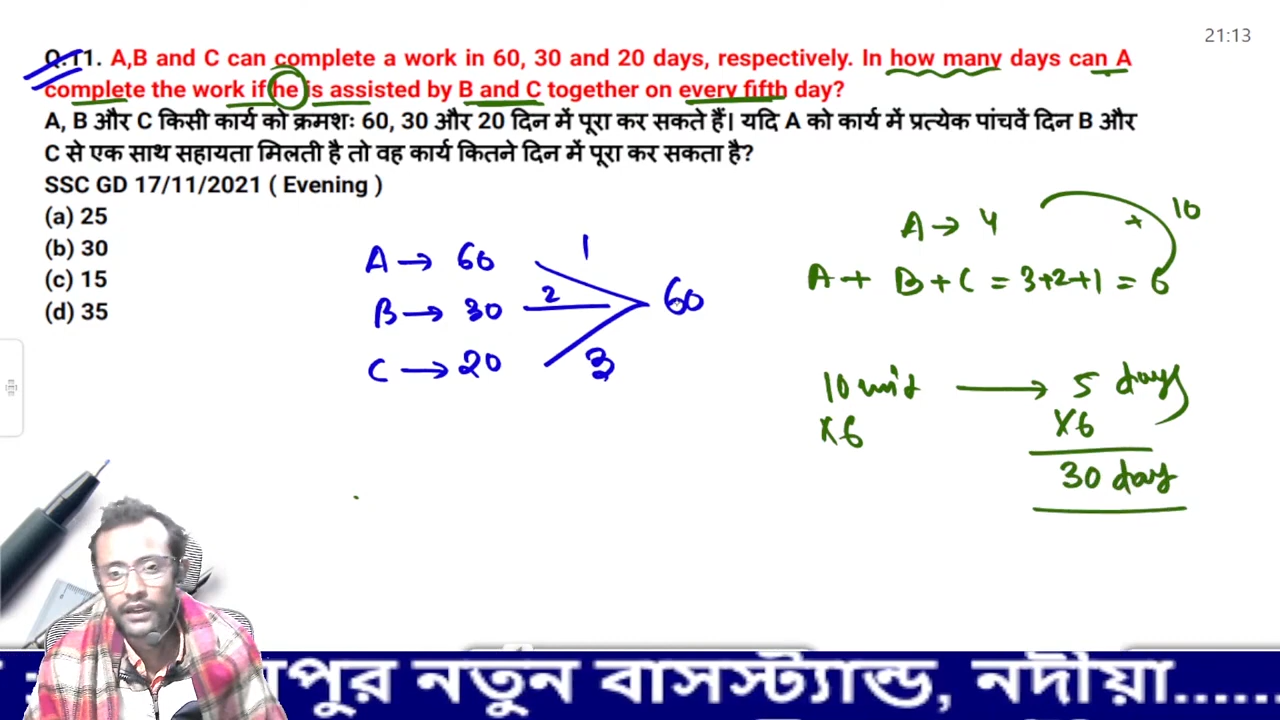 21:13
Q.11. A,B and C can complete a work in 60, 30 and 20 days, respectively. In how many days can A
complete the work if he is assisted by B and C together on every fifth day?
A, B और C किसी कार्य को क्रमशः 60, 30 और 20 दिन में पूरा कर सकते हैं। यदि A को कार्य में प्रत्येक पांचवें दिन B और
C से एक साथ सहायता मिलती है तो वह कार्य कितने दिन में पूरा कर सकता है?
SSC GD 17/11/2021 ( Evening )
(a) 25
(b) 30
(c) 15
(d) 35
A → 60 1
B → 30 2 60
C → 20 3
A → 4 + 10
A + B + C = 3+2+1 = 6
10 unit → 5 days
×6 ×6
30 day
পুর নতুন বাসস্ট্যান্ড, নদীয়া......